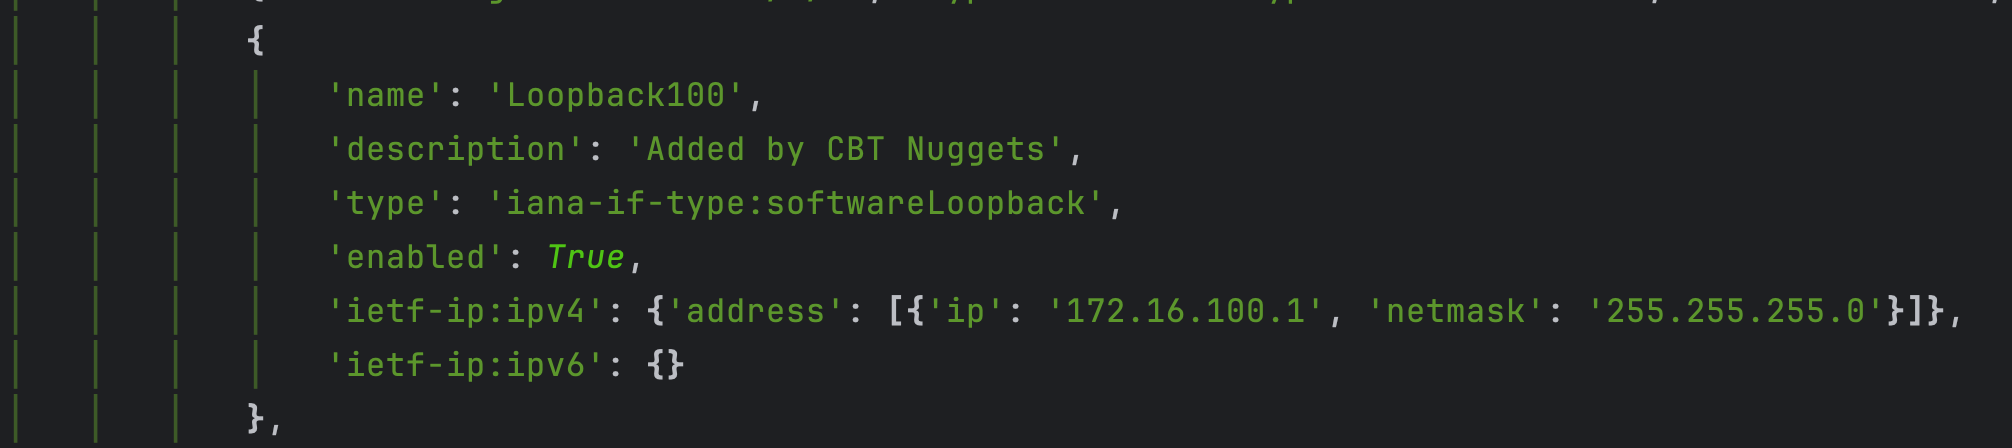 {
'name': 'Loopback100',
'description': 'Added by CBT Nuggets',
'type': 'iana-if-type:softwareLoopback',
'enabled': True,
'ietf-ip:ipv4': {'address': [{'ip': '172.16.100.1', 'netmask': '255.255.255.0'}]},
'ietf-ip:ipv6': {}
},